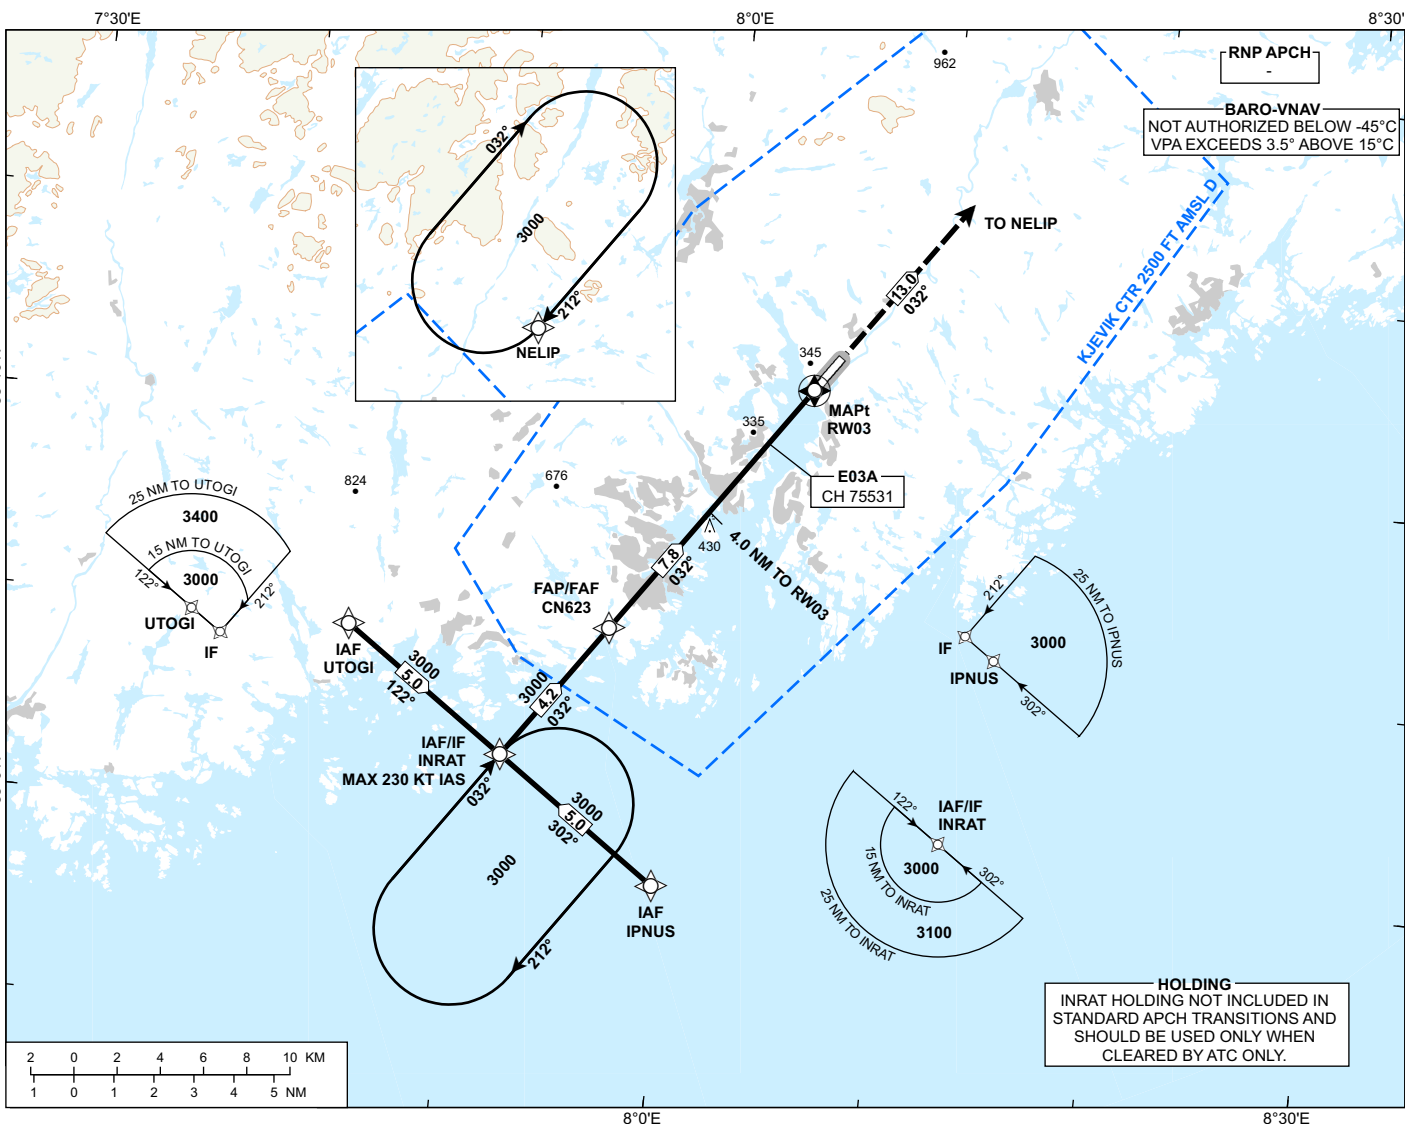 7°30'E
8°0'E
8°30'
962
RNP APCH
-
BARO-VNAV
NOT AUTHORIZED BELOW -45°C
VPA EXCEEDS 3.5° ABOVE 15°C
032°
3000
212°
NELIP
KJEVIK CTR 2500 FT AMSL D
TO NELIP
13.0
032°
345
MAPt
RW03
335
E03A
CH 75531
824
676
430
4.0 NM TO RW03
7.8
032°
25 NM TO UTOGI
3400
15 NM TO UTOGI
3000
122°
212°
UTOGI
IF
FAP/FAF
CN623
IAF
UTOGI
3000
5.0
122°
3000
4.2
032°
212°
25 NM TO IPNUS
3000
IF
IPNUS
302°
IAF/IF
INRAT
MAX 230 KT IAS
032°
3000
5.0
302°
3000
212°
IAF
IPNUS
122°
IAF/IF
INRAT
302°
3000
15 NM TO INRAT
3100
25 NM TO INRAT
HOLDING
INRAT HOLDING NOT INCLUDED IN
STANDARD APCH TRANSITIONS AND
SHOULD BE USED ONLY WHEN
CLEARED BY ATC ONLY.
2 0 2 4 6 8 10 KM
1 0 1 2 3 4 5 NM
8°0'E
8°30'E